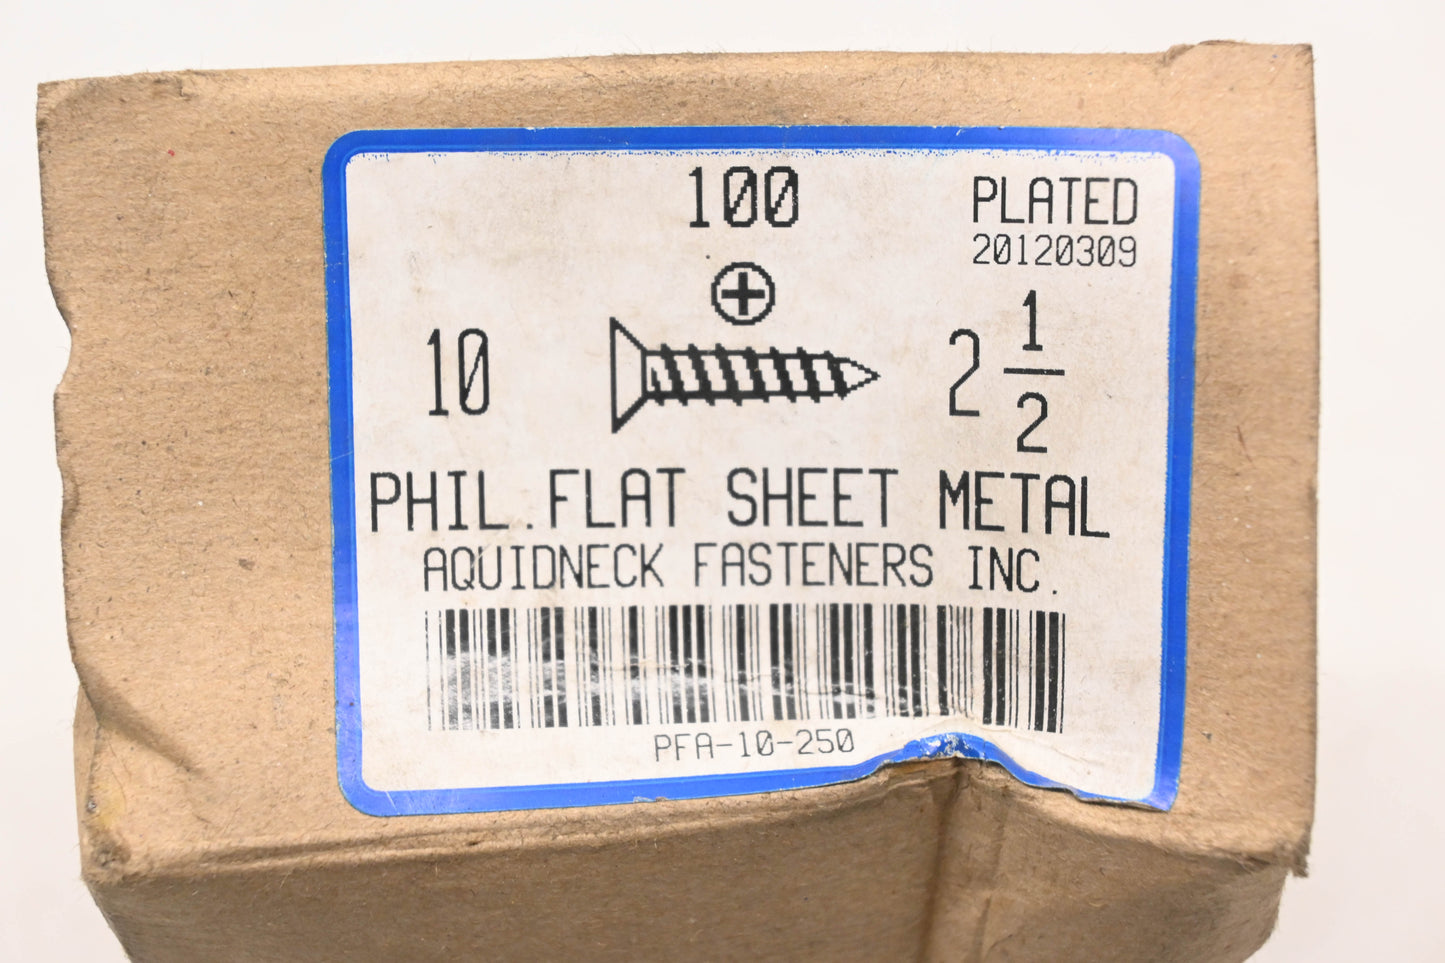 100
PLATED
20120309
10
2 1/2
PHIL.FLAT SHEET METAL
AQUIDNECK FASTENERS INC.
PFA-10-250